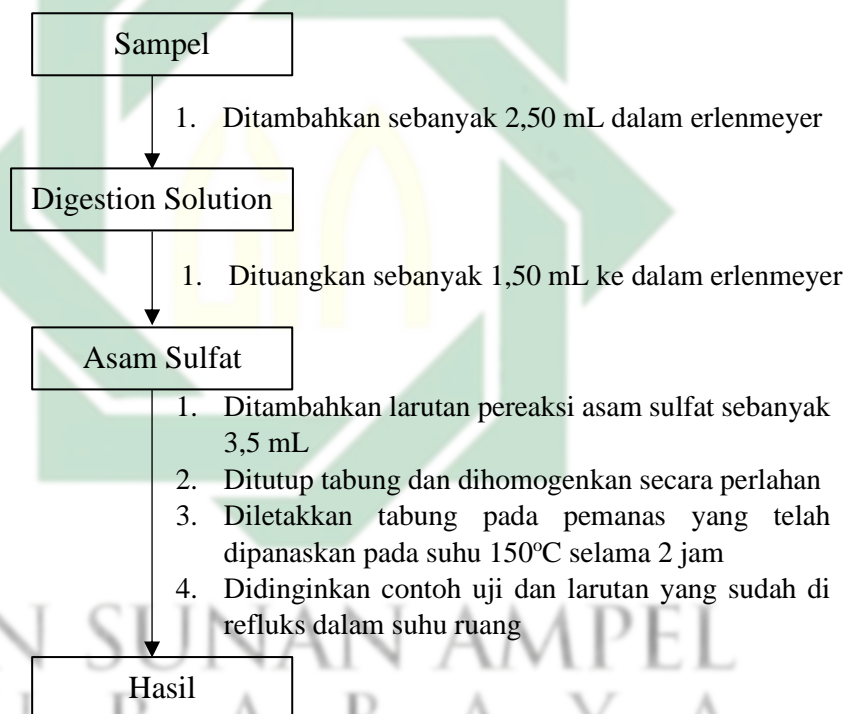 Sampel
1. Ditambahkan sebanyak 2,50 mL dalam erlenmeyer
Digestion Solution
1. Dituangkan sebanyak 1,50 mL ke dalam erlenmeyer
Asam Sulfat
1. Ditambahkan larutan pereaksi asam sulfat sebanyak
3,5 mL
2. Ditutup tabung dan dihomogenkan secara perlahan
3. Diletakkan tabung pada pemanas yang telah
dipanaskan pada suhu 150°C selama 2 jam
4. Didinginkan contoh uji dan larutan yang sudah di
refluks dalam suhu ruang
N SUNAN AMPEL
Hasil
R A B A Y A